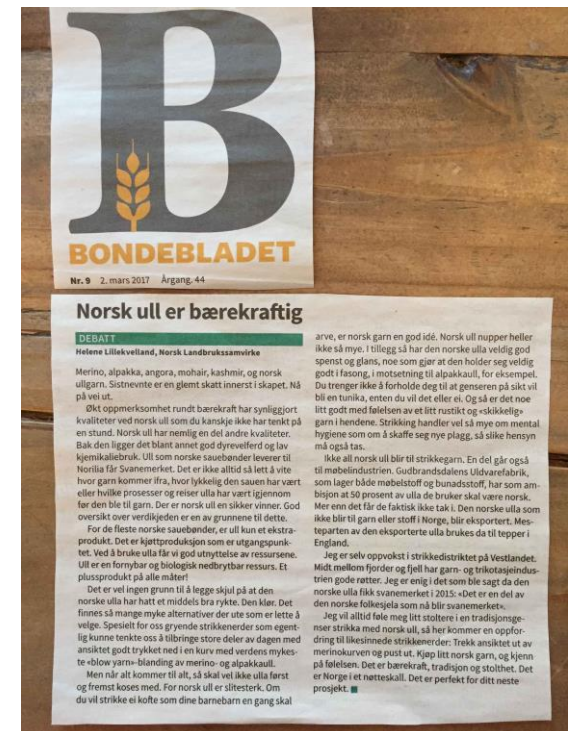 B
BONDEBLADET
Nr. 9 2. mars 2017 Årgang. 44
Norsk ull er bærekraftig
DEBATT
Helene Lillekvelland, Norsk Landbrukssamvirke
Merino, alpakka, angora, mohair, kashmir, og norsk
ullgarn. Sistnevnte er en glemt skatt innerst i skapet. Nå
på vei ut.
Økt oppmerksomhet rundt bærekraft har synliggjort
kvaliteter ved norsk ull som du kanskje ikke har tenkt på
en stund. Norsk ull har nemlig en del andre kvaliteter.
Bak den ligger det blant annet god dyrevelferd og lav
kjemikaliebruk. Ull som norske sauebønder leverer til
Norilia får Svanemerket. Det er ikke alltid så lett å vite
hvor garn kommer ifra, hvor lykkelig den sauen har vært
eller hvilke prosesser og reiser ulla har vært igjennom
før den ble til garn. Der er norsk ull en sikker vinner. God
oversikt over verdikjeden er en av grunnene til dette.
For de fleste norske sauebønder, er ull kun et ekstra-
produkt. Det er kjøttproduksjon som er utgangspunk-
tet. Ved å bruke ulla får vi god utnyttelse av ressursene.
Ull er en fornybar og biologisk nedbrytbar ressurs. Et
plussprodukt på alle måter!
Det er vel ingen grunn til å legge skjul på at den
norske ulla har hatt et middels bra rykte. Den klør. Det
finnes så mange myke alternativer der ute som er lette å
velge. Spesielt for oss gryende strikkenerder som egent-
lig kunne tenkte oss å tilbringe store deler av dagen med
ansiktet godt trykket ned i en kurv med verdens mykes-
te «blow yarn»-blanding av merino- og alpakkaull.
Men når alt kommer til alt, så skal vel ikke ulla først
og fremst koses med. For norsk ull er slitesterk. Om
du vil strikke ei kofte som dine barnebarn en gang skal
arve, er norsk garn en god idé. Norsk ull nupper heller
ikke så mye. I tillegg så har den norske ulla veldig god
spenst og glans, noe som gjør at den holder seg veldig
godt i fasong, i motsetning til alpakkaull, for eksempel.
Du trenger ikke å forholde deg til at genseren på sikt vil
bli en tunika, enten du vil det eller ei. Og så er det noe
litt godt med følelsen av et litt rustikt og «skikkelig»
garn i hendene. Strikking handler vel så mye om mental
hygiene som om å skaffe seg nye plagg, så slike hensyn
må også tas.
Ikke all norsk ull blir til strikkegarn. En del går også
til møbelindustrien. Gudbrandsdalens Uldvarefabrik,
som lager både møbelstoff og bunadsstoff, har som am-
bisjon at 50 prosent av ulla de bruker skal være norsk.
Mer enn det får de faktisk ikke tak i. Den norske ulla som
ikke blir til garn eller stoff i Norge, blir eksportert. Mes-
teparten av den eksporterte ulla brukes da til tepper i
England.
Jeg er selv oppvokst i strikkedistriktet på Vestlandet.
Midt mellom fjorder og fjell har garn- og trikotasjeindus-
trien gode røtter. Jeg er enig i det som ble sagt da den
norske ulla fikk svanemerket i 2015: «Det er en del av
den norske folkesjela som nå blir svanemerket».
Jeg vil alltid føle meg litt stoltere i en tradisjonsge-
nser strikka med norsk ull, så her kommer en oppfor-
dring til likesinnede strikkenerder: Trekk ansiktet ut av
merinokurven og pust ut. Kjøp litt norsk garn, og kjenn
på følelsen. Det er bærekraft, tradisjon og stolthet. Det
er Norge i et nøtteskall. Det er perfekt for ditt neste
prosjekt.